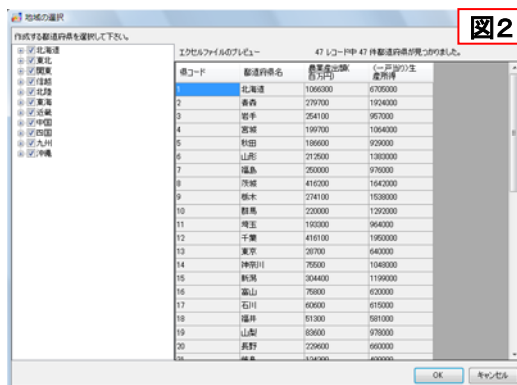 地域の選択
図2
作成する都道府県を選択して下さい。
北海道
東北
関東
信越
北陸
東海
近畿
中国
四国
九州
沖縄
エクセルファイルのプレビュー 47 レコード中 47 件都道府県が見つかりました。
県コード 都道府県名 農業産出額(百万円) (一戸当り)生産所得
1 北海道 1066300 6705000
2 青森 279700 1924000
3 岩手 254100 957000
4 宮城 199700 1064000
5 秋田 186600 929000
6 山形 212500 1383000
7 福島 250000 976000
8 茨城 416200 1642000
9 栃木 274100 1538000
10 群馬 220000 1292000
11 埼玉 193300 964000
12 千葉 416100 1950000
13 東京 28700 640000
14 神奈川 75500 1048000
15 新潟 304400 1199000
16 富山 75800 620000
17 石川 60600 615000
18 福井 51300 581000
19 山梨 83600 978000
20 長野 229600 660000
OK キャンセル